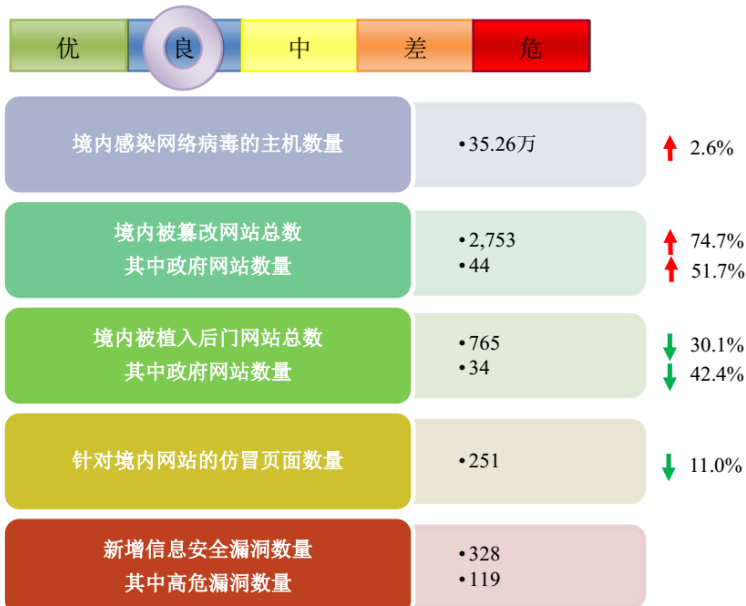 优 良 中 差 危
境内感染网络病毒的主机数量 •35.26万 2.6%
境内被篡改网站总数 •2,753 74.7%
其中政府网站数量 •44 51.7%
境内被植入后门网站总数 •765 30.1%
其中政府网站数量 •34 42.4%
针对境内网站的仿冒页面数量 •251 11.0%
新增信息安全漏洞数量 •328
其中高危漏洞数量 •119